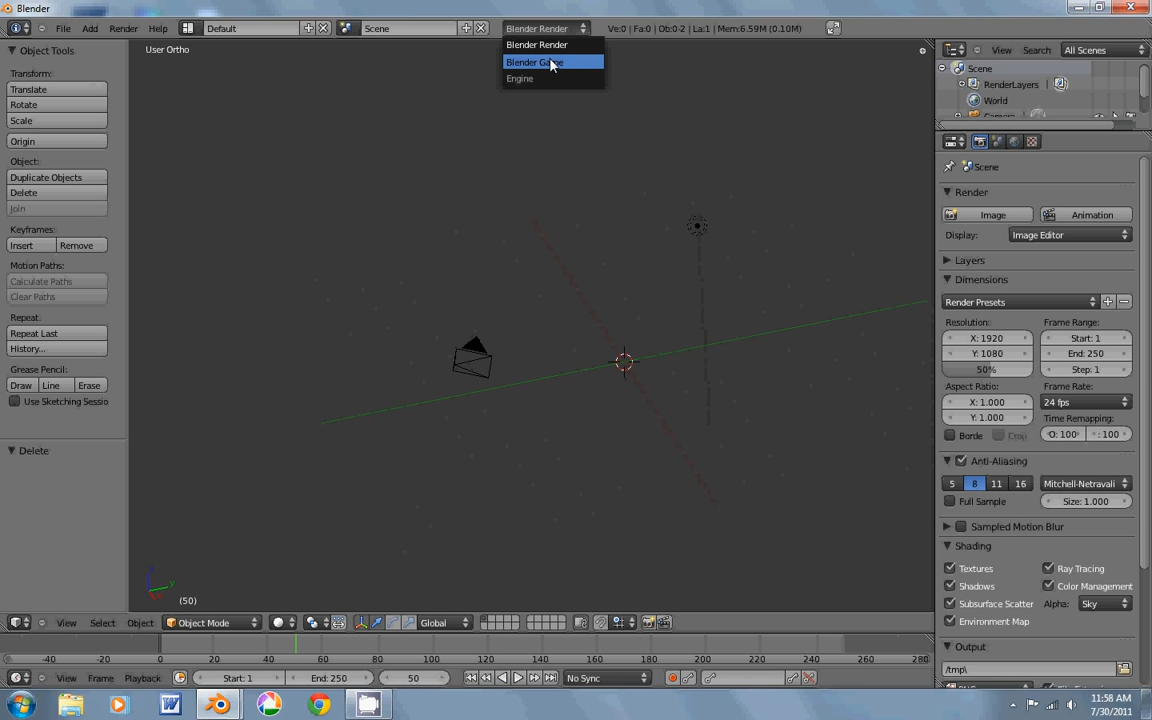 Blender
File Add Render Help Default Scene Blender Render Ve:0 | Fa:0 | Ob:0-2 | La:1 | Mem:6.59M (0.10M)
Blender Render
Blender Game
Engine
Object Tools
Transform:
Translate
Rotate
Scale
Origin
Object:
Duplicate Objects
Delete
Join
Keyframes:
Insert Remove
Motion Paths:
Calculate Paths
Clear Paths
Repeat:
Repeat Last
History...
Grease Pencil:
Draw Line Erase
Use Sketching Sessio
Delete
User Ortho
(50)
View Search All Scenes
Scene
RenderLayers
World
Scene
Render
Image Animation
Display: Image Editor
Layers
Dimensions
Render Presets
Resolution: Frame Range:
X: 1920 Start: 1
Y: 1080 End: 250
50% Step: 1
Aspect Ratio: Frame Rate:
X: 1.000 24 fps
Y: 1.000 Time Remapping:
Borde Crop O: 100 : 100
Anti-Aliasing
5 8 11 16 Mitchell-Netravali
Full Sample Size: 1.000
Sampled Motion Blur
Shading
Textures Ray Tracing
Shadows Color Management
Subsurface Scatter Alpha: Sky
Environment Map
Output
/tmp\
View Select Object Object Mode Global
-40 -20 0 20 40 60 80 100 120 140 160 180 200 220 240 260 280
View Frame Playback Start: 1 End: 250 50 No Sync
11:58 AM
7/30/2011